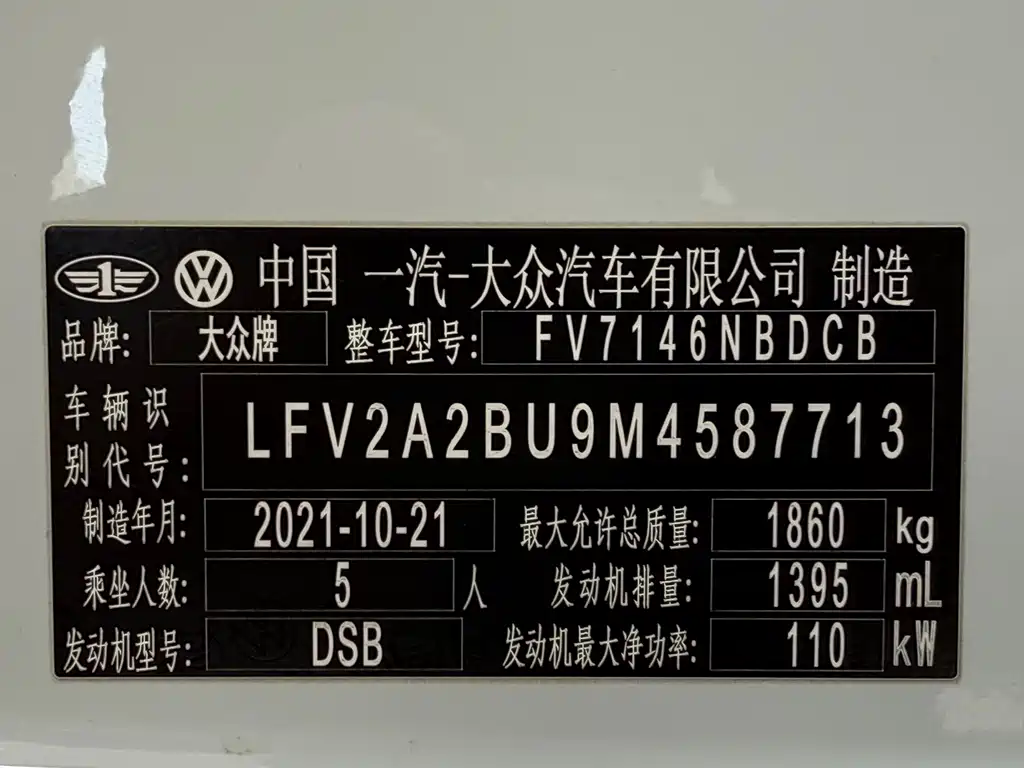 1 VW 中国 一汽-大众汽车有限公司 制造
品牌: 大众牌 整车型号: FV7146NBDCB
车辆识别代号: LFV2A2BU9M4587713
制造年月: 2021-10-21 最大允许总质量: 1860 kg
乘坐人数: 5 人 发动机排量: 1395 mL
发动机型号: DSB 发动机最大净功率: 110 kW